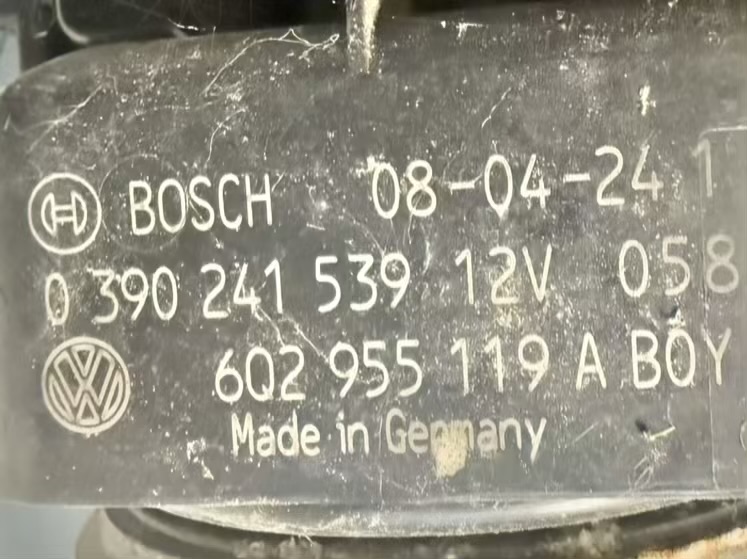 BOSCH 08-04-24 1
0 390 241 539 12V 058
6Q2 955 119 A BOY
Made in Germany